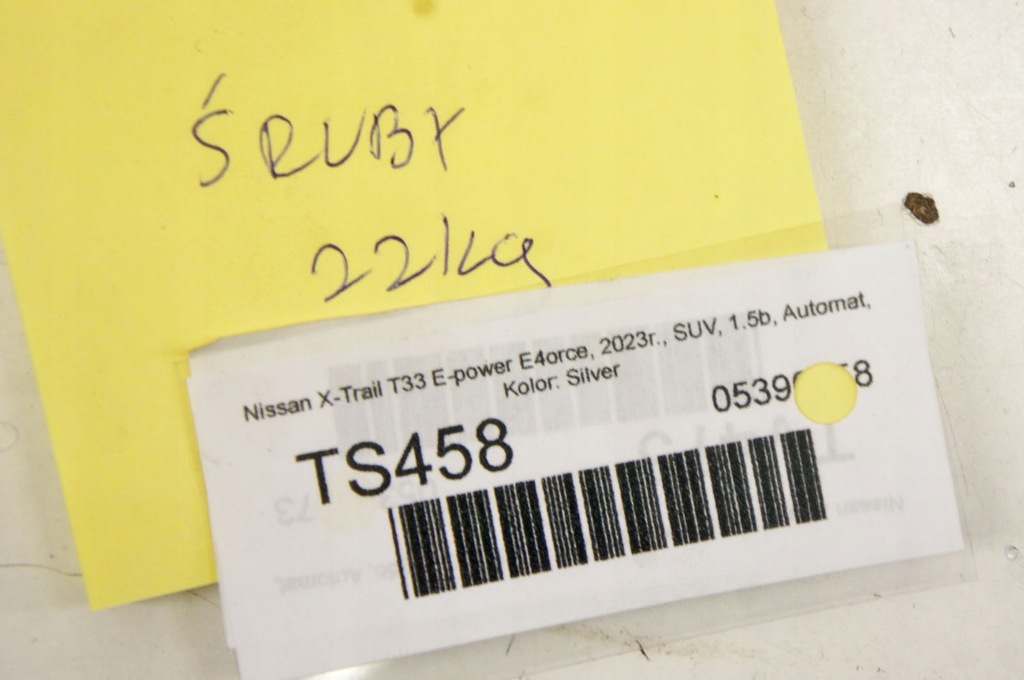 ŚRUBY
22kg
Nissan X-Trail T33 E-power E4orce, 2023r., SUV, 1.5b, Automat,
Kolor: Silver
TS458